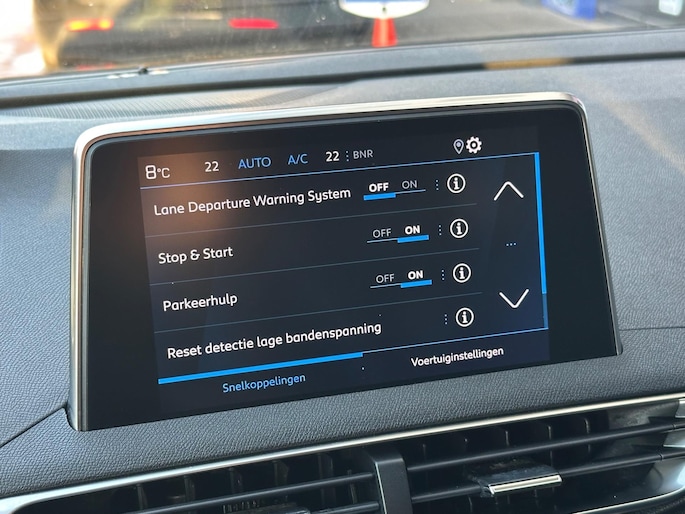 8°C 22 AUTO A/C 22 BNR
Lane Departure Warning System OFF ON
Stop & Start OFF ON
Parkeerhulp OFF ON
Reset detectie lage bandenspanning
Snelkoppelingen Voertuiginstellingen